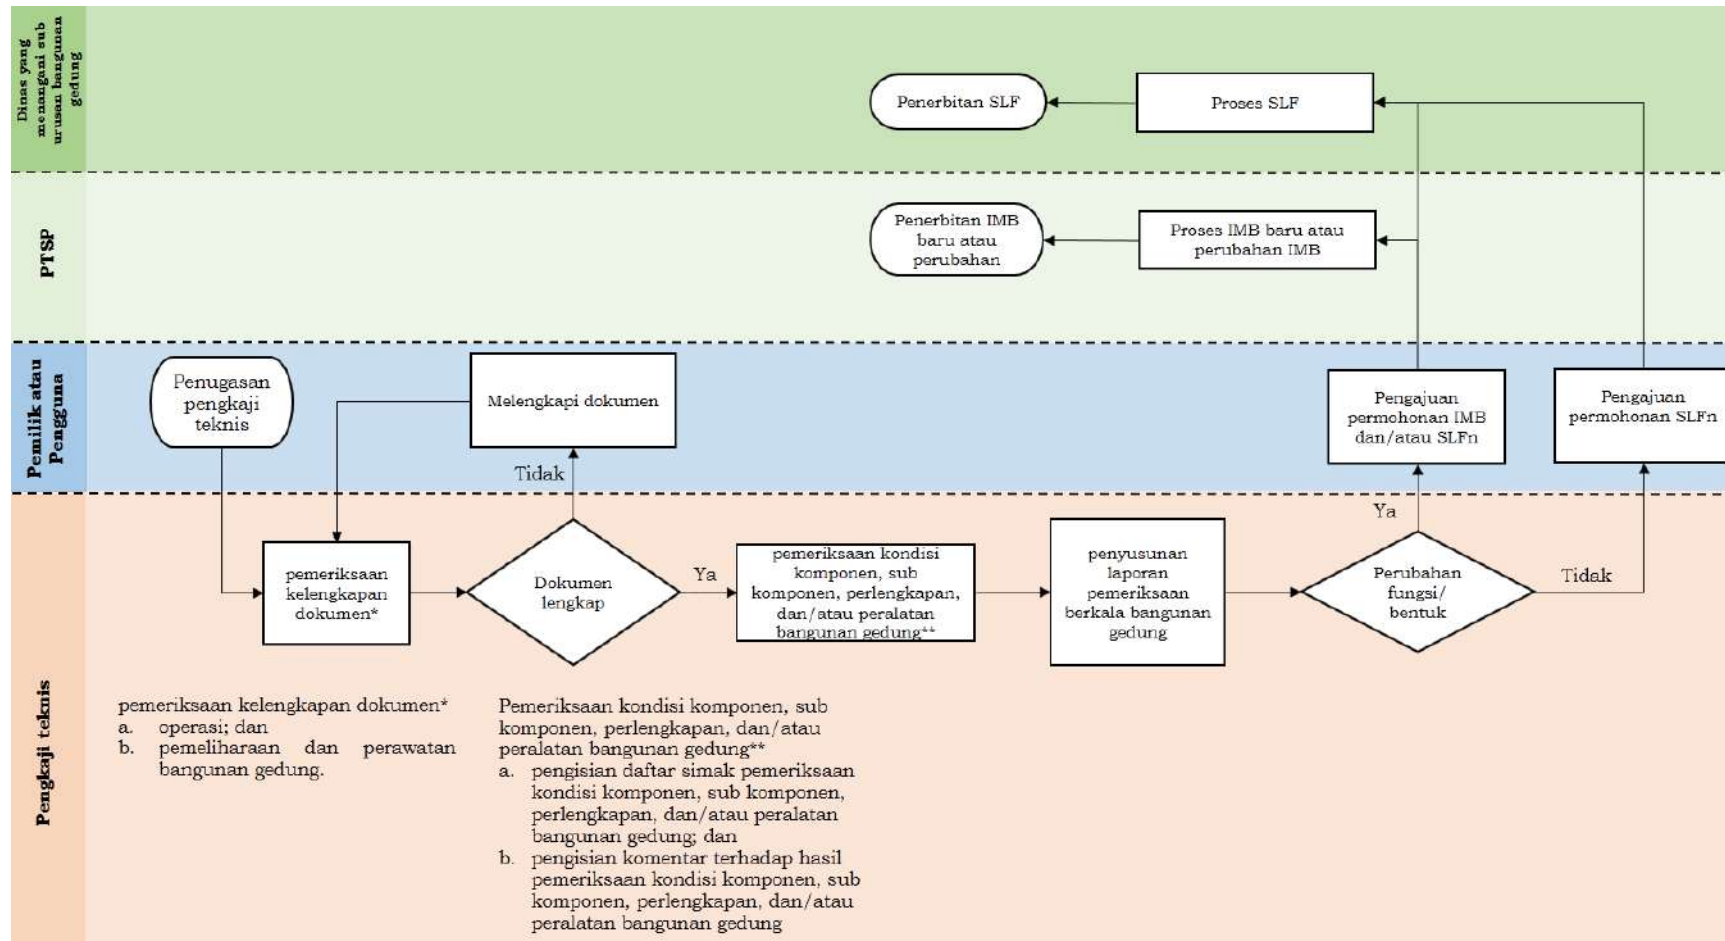 Dinas yang
menangani sub
urusan bangunan
gedung
Penerbitan SLF
Proses SLF
PTSP
Penerbitan IMB
baru atau
perubahan
Proses IMB baru atau
perubahan IMB
Pemilik atau
Pengguna
Penugasan
pengkaji
teknis
Melengkapi dokumen
Tidak
Pengajuan
permohonan IMB
dan/atau SLFn
Pengajuan
permohonan SLFn
Pengkaji teknis
pemeriksaan
kelengkapan
dokumen*
Dokumen
lengkap
Ya
pemeriksaan kondisi
komponen, sub
komponen, perlengkapan,
dan/atau peralatan
bangunan gedung**
penyusunan
laporan
pemeriksaan
berkala bangunan
gedung
Perubahan
fungsi/
bentuk
Ya
Tidak
pemeriksaan kelengkapan dokumen*
a. operasi; dan
b. pemeliharaan dan perawatan
bangunan gedung.
Pemeriksaan kondisi komponen, sub
komponen, perlengkapan, dan/atau
peralatan bangunan gedung**
a. pengisian daftar simak pemeriksaan
kondisi komponen, sub komponen,
perlengkapan, dan/atau peralatan
bangunan gedung; dan
b. pengisian komentar terhadap hasil
pemeriksaan kondisi komponen, sub
komponen, perlengkapan, dan/atau
peralatan bangunan gedung